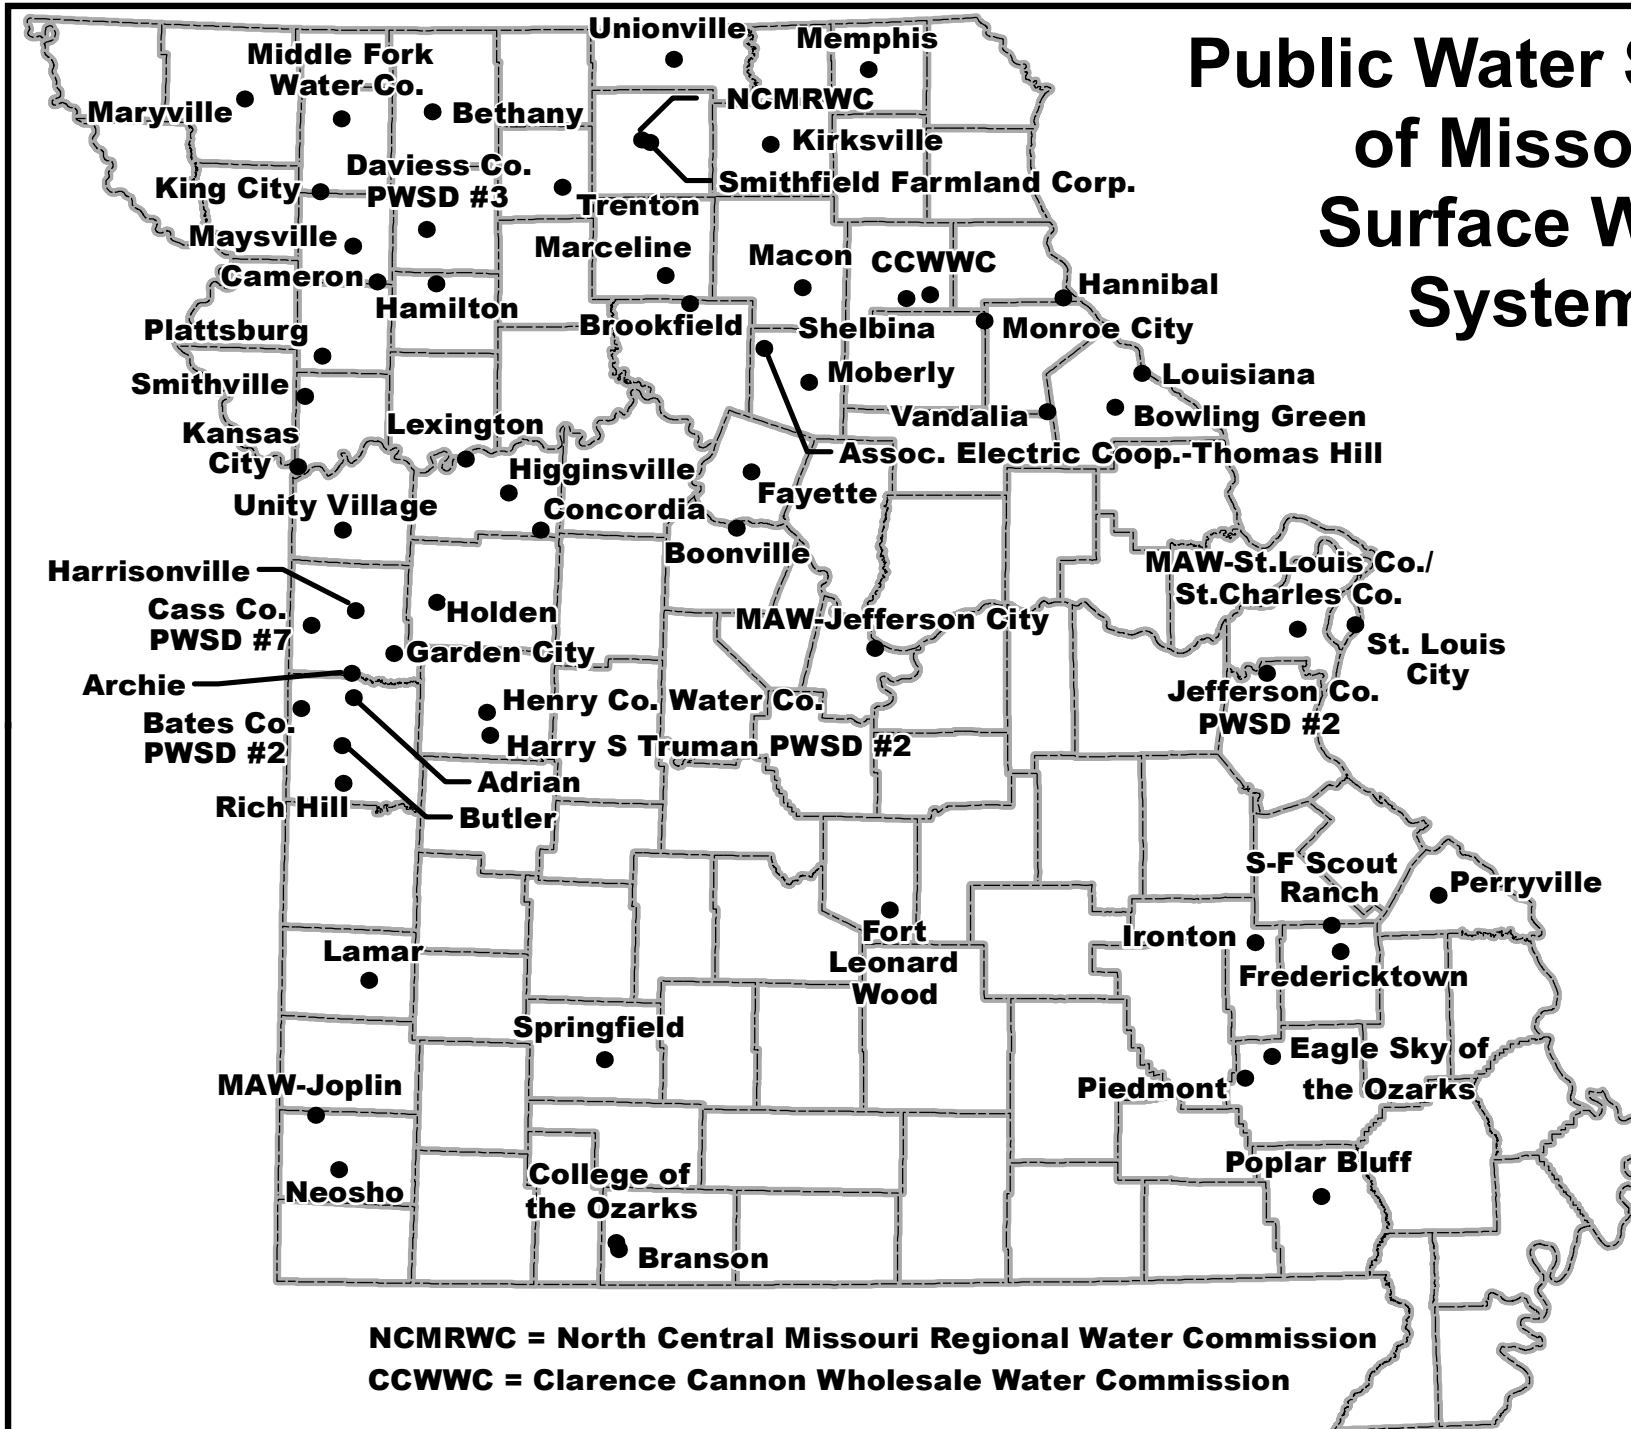 Public Water
of Misso
Surface W
System
Unionville
Memphis
Middle Fork
Water Co.
Maryville
Bethany
NCMRWC
Kirksville
Daviess Co.
PWSD #3
King City
Smithfield Farmland Corp.
Trenton
Maysville
Marceline
Macon
CCWWC
Cameron
Hamilton
Hannibal
Plattsburg
Brookfield
Shelbina
Monroe City
Smithville
Moberly
Louisiana
Vandalia
Bowling Green
Kansas
City
Lexington
Assoc. Electric Coop.-Thomas Hill
Higginsville
Fayette
Unity Village
Concordia
Boonville
Harrisonville
MAW-St.Louis Co./
St.Charles Co.
Cass Co.
PWSD #7
Holden
MAW-Jefferson City
Garden City
St. Louis
City
Archie
Jefferson Co.
PWSD #2
Henry Co. Water Co.
Bates Co.
PWSD #2
Harry S Truman PWSD #2
Adrian
Rich Hill
Butler
S-F Scout
Ranch
Perryville
Fort
Leonard
Wood
Ironton
Lamar
Fredericktown
Springfield
Eagle Sky of
the Ozarks
MAW-Joplin
Piedmont
Neosho
College of
the Ozarks
Poplar Bluff
Branson
NCMRWC = North Central Missouri Regional Water Commission
CCWWC = Clarence Cannon Wholesale Water Commission